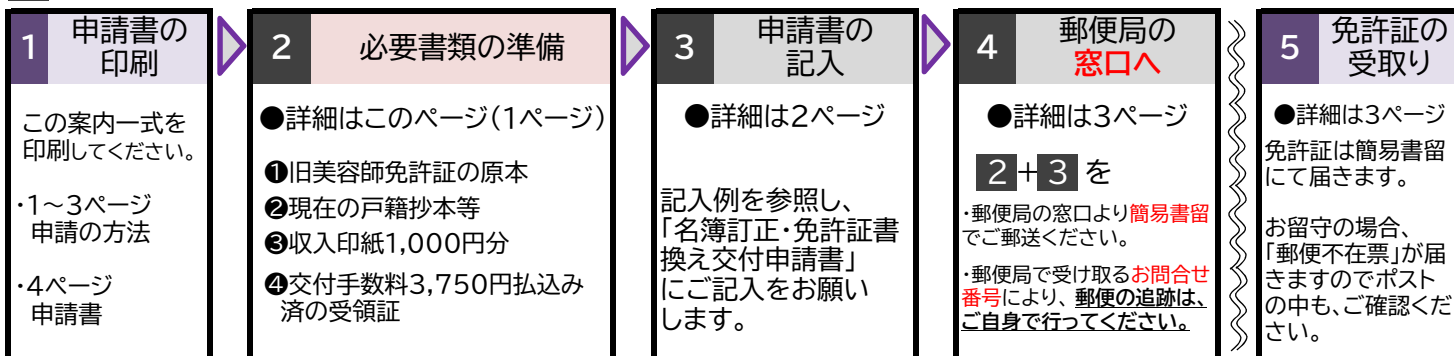 1
申請書の
印刷
この案内一式を
印刷してください。
・1～3ページ
申請の方法
・4ページ
申請書
2
必要書類の準備
●詳細はこのページ（1ページ）
❶旧美容師免許証の原本
❷現在の戸籍抄本等
❸収入印紙1,000円分
❹交付手数料3,750円払込み
済の受領証
3
申請書の
記入
●詳細は2ページ
記入例を参照し、
「名簿訂正・免許証書
換え交付申請書」
にご記入をお願い
します。
4
郵便局の
窓口へ
●詳細は3ページ
2＋3を
・郵便局の窓口より簡易書留
でご郵送ください。
・郵便局で受け取るお問合せ
番号により、郵便の追跡は、
ご自身で行ってください。
5
免許証の
受取り
●詳細は3ページ
免許証は簡易書留
にて届きます。
お留守の場合、
「郵便不在票」が届
きますのでポスト
の中も、ご確認くだ
さい。